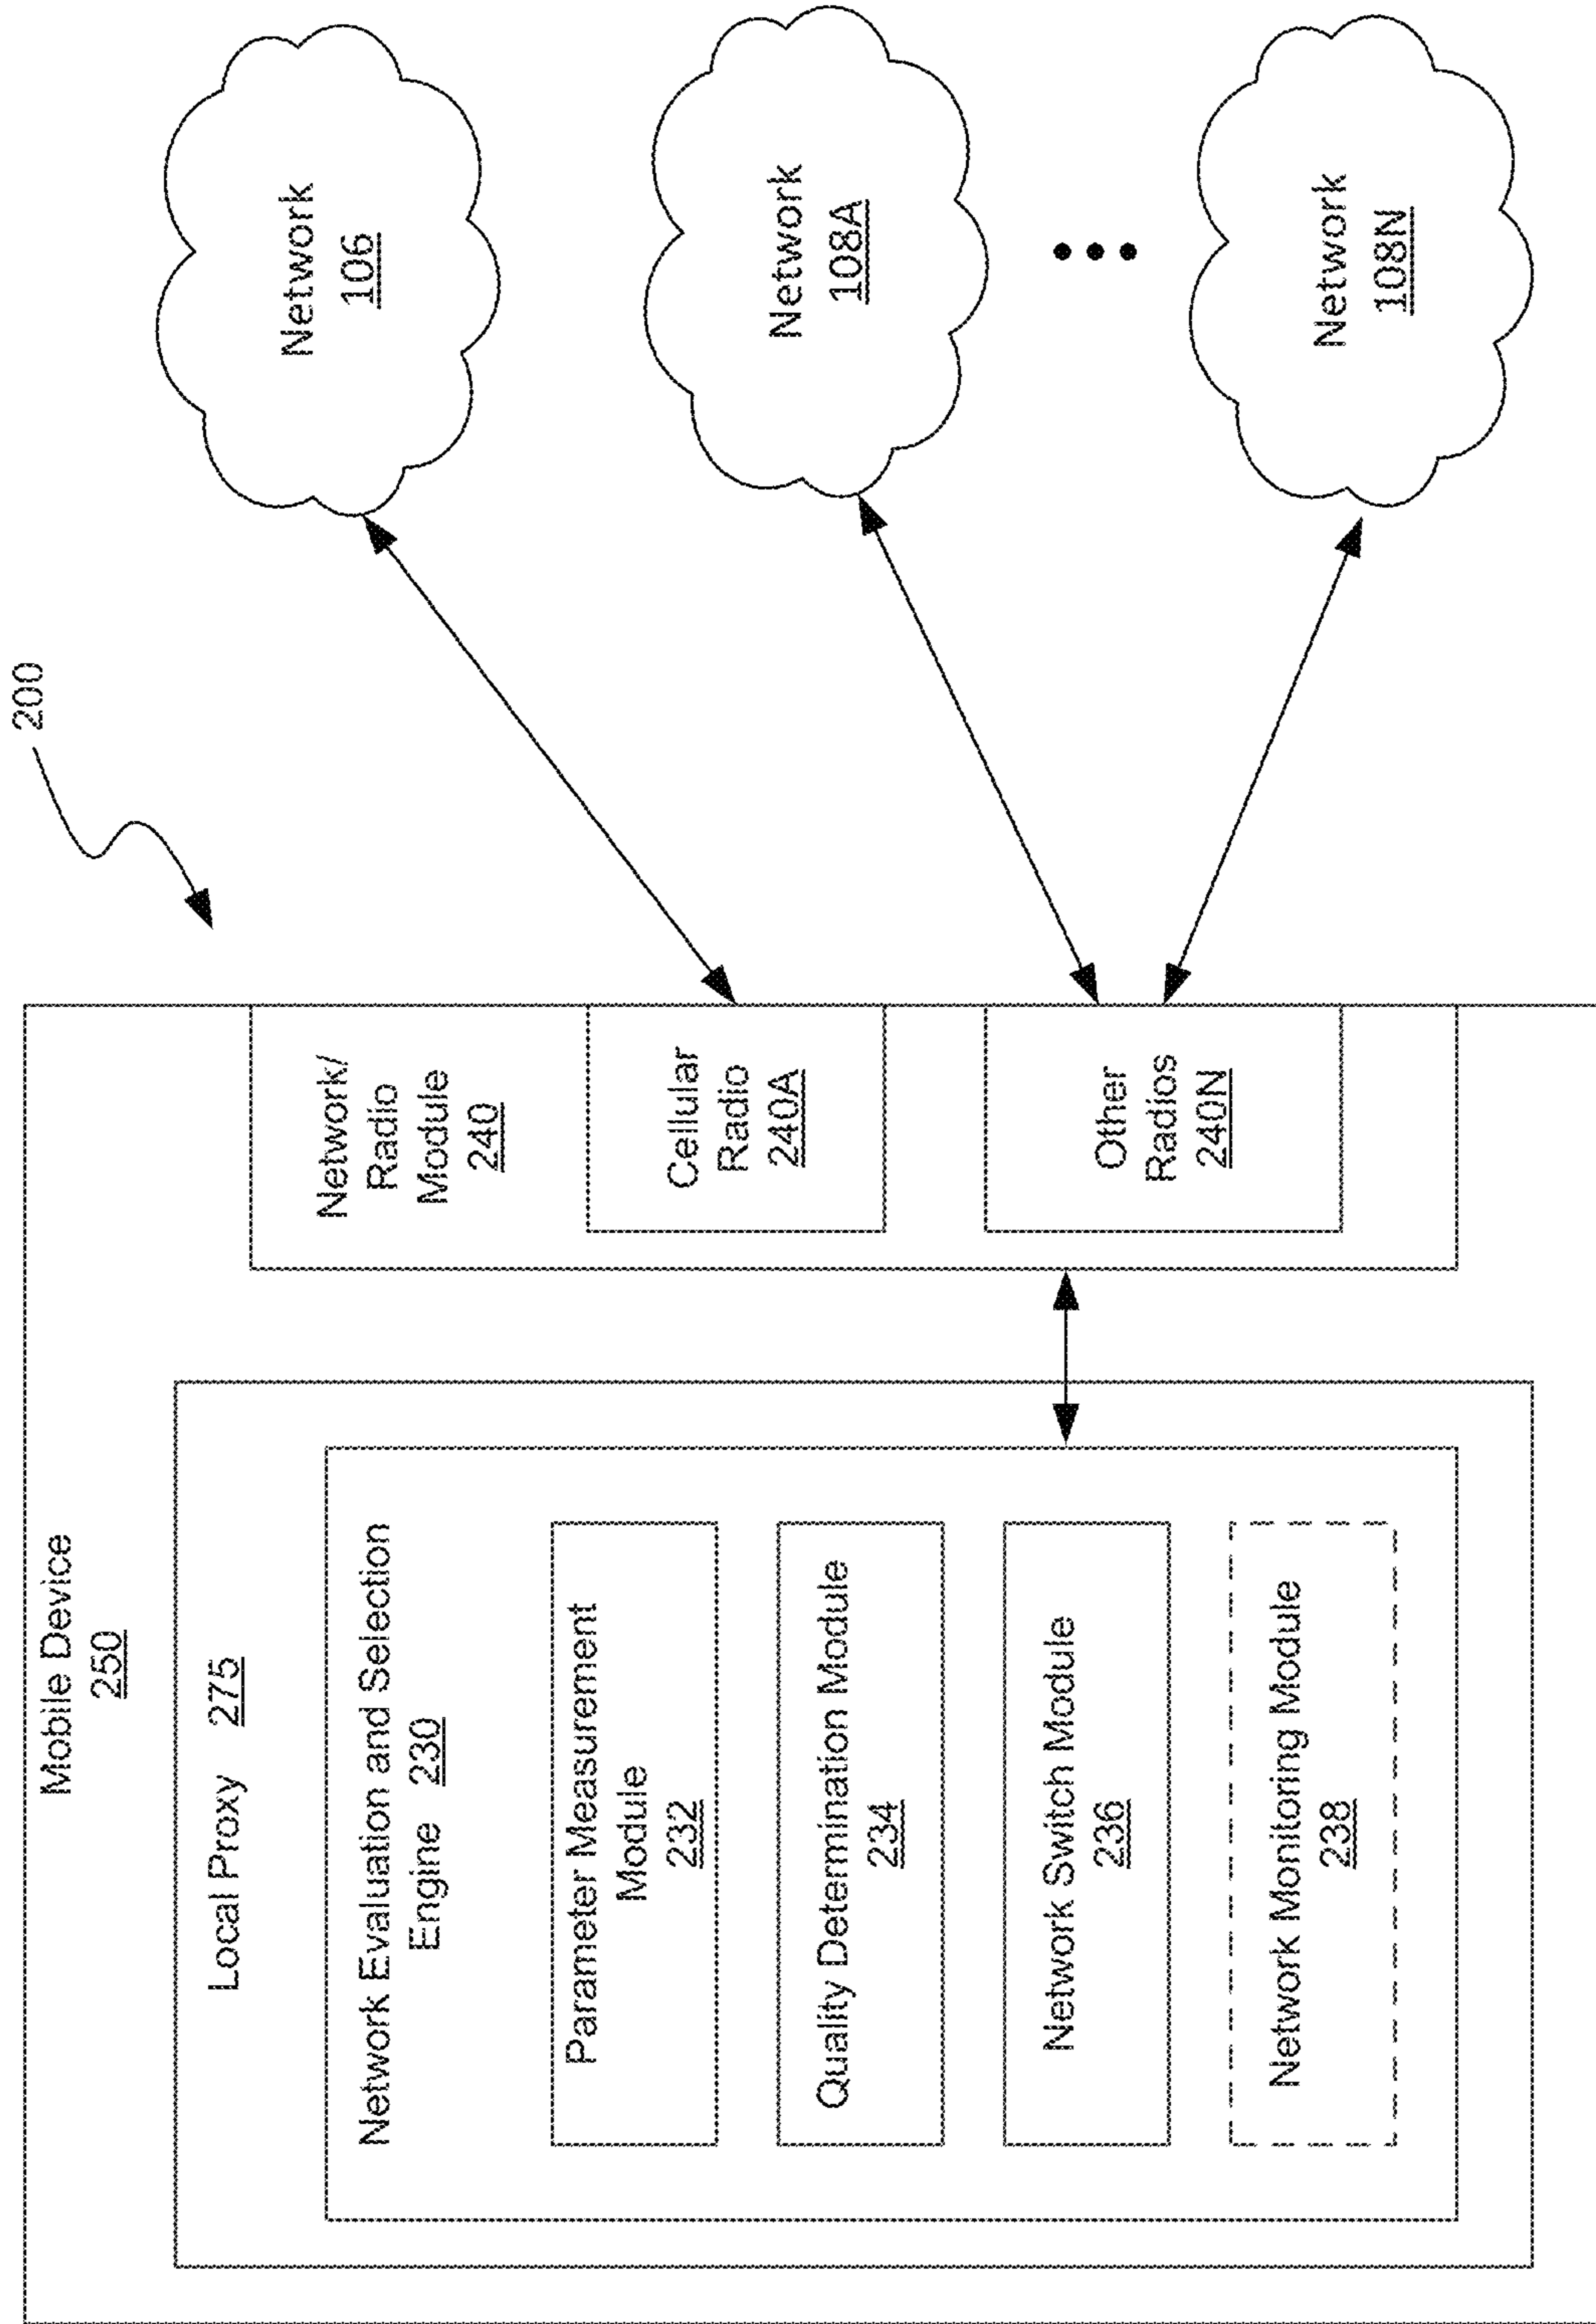 200
Mobile Device
250
Local Proxy 275
Network Evaluation and Selection
Engine 230
Parameter Measurement
Module
232
Quality Determination Module
234
Network Switch Module
236
Network Monitoring Module
238
Network/
Radio
Module
240
Cellular
Radio
240A
Other
Radios
240N
Network
106
Network
108A
Network
108N